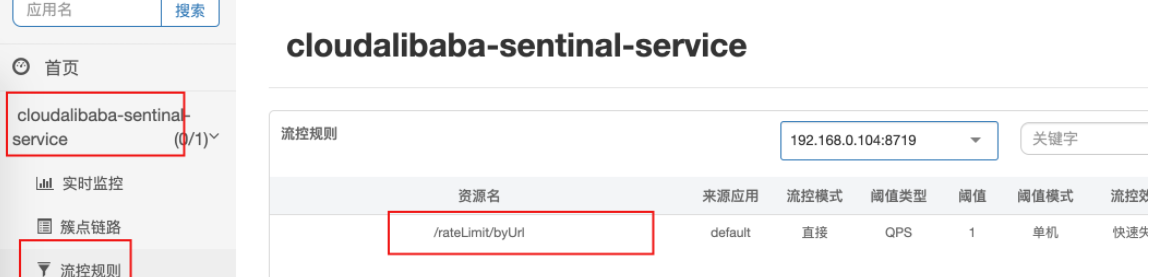 应用名 搜索
首页
cloudalibaba-sentinal-
service (0/1)
实时监控
簇点链路
流控规则
cloudalibaba-sentinal-service
流控规则 192.168.0.104:8719 关键字
资源名 来源应用 流控模式 阈值类型 阈值 阈值模式 流控效
/rateLimit/byUrl default 直接 QPS 1 单机 快速失